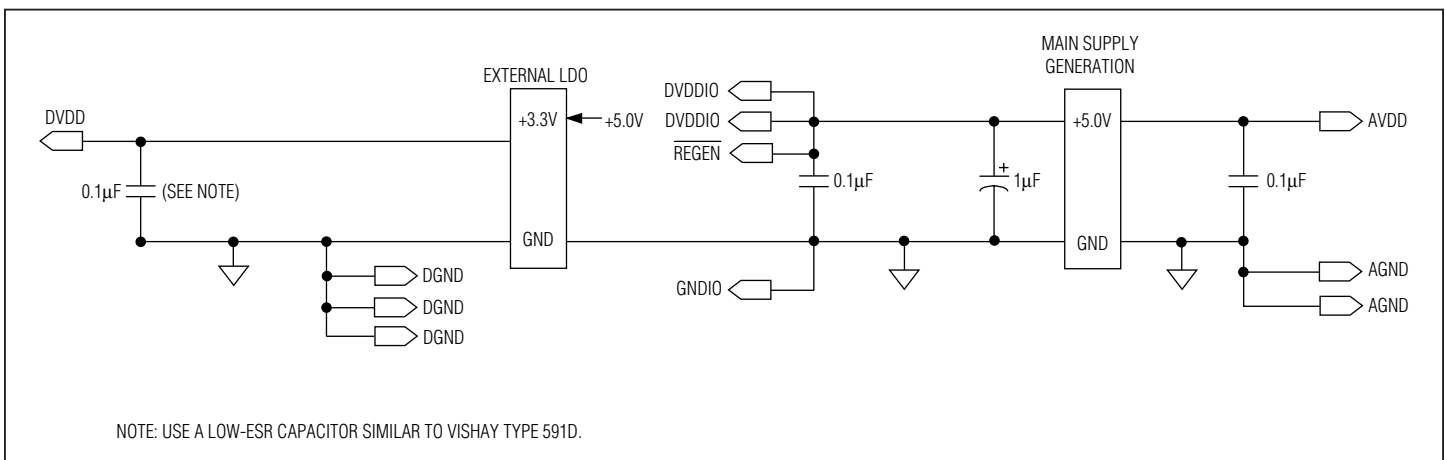 MAIN SUPPLY
GENERATION
EXTERNAL LDO
DVDD
+3.3V
+5.0V
DVDDIO
DVDDIO
REGEN
+5.0V
AVDD
0.1μF
(SEE NOTE)
0.1μF
+
1μF
0.1μF
GND
GND
DGND
DGND
DGND
GNDIO
AGND
AGND
NOTE: USE A LOW-ESR CAPACITOR SIMILAR TO VISHAY TYPE 591D.